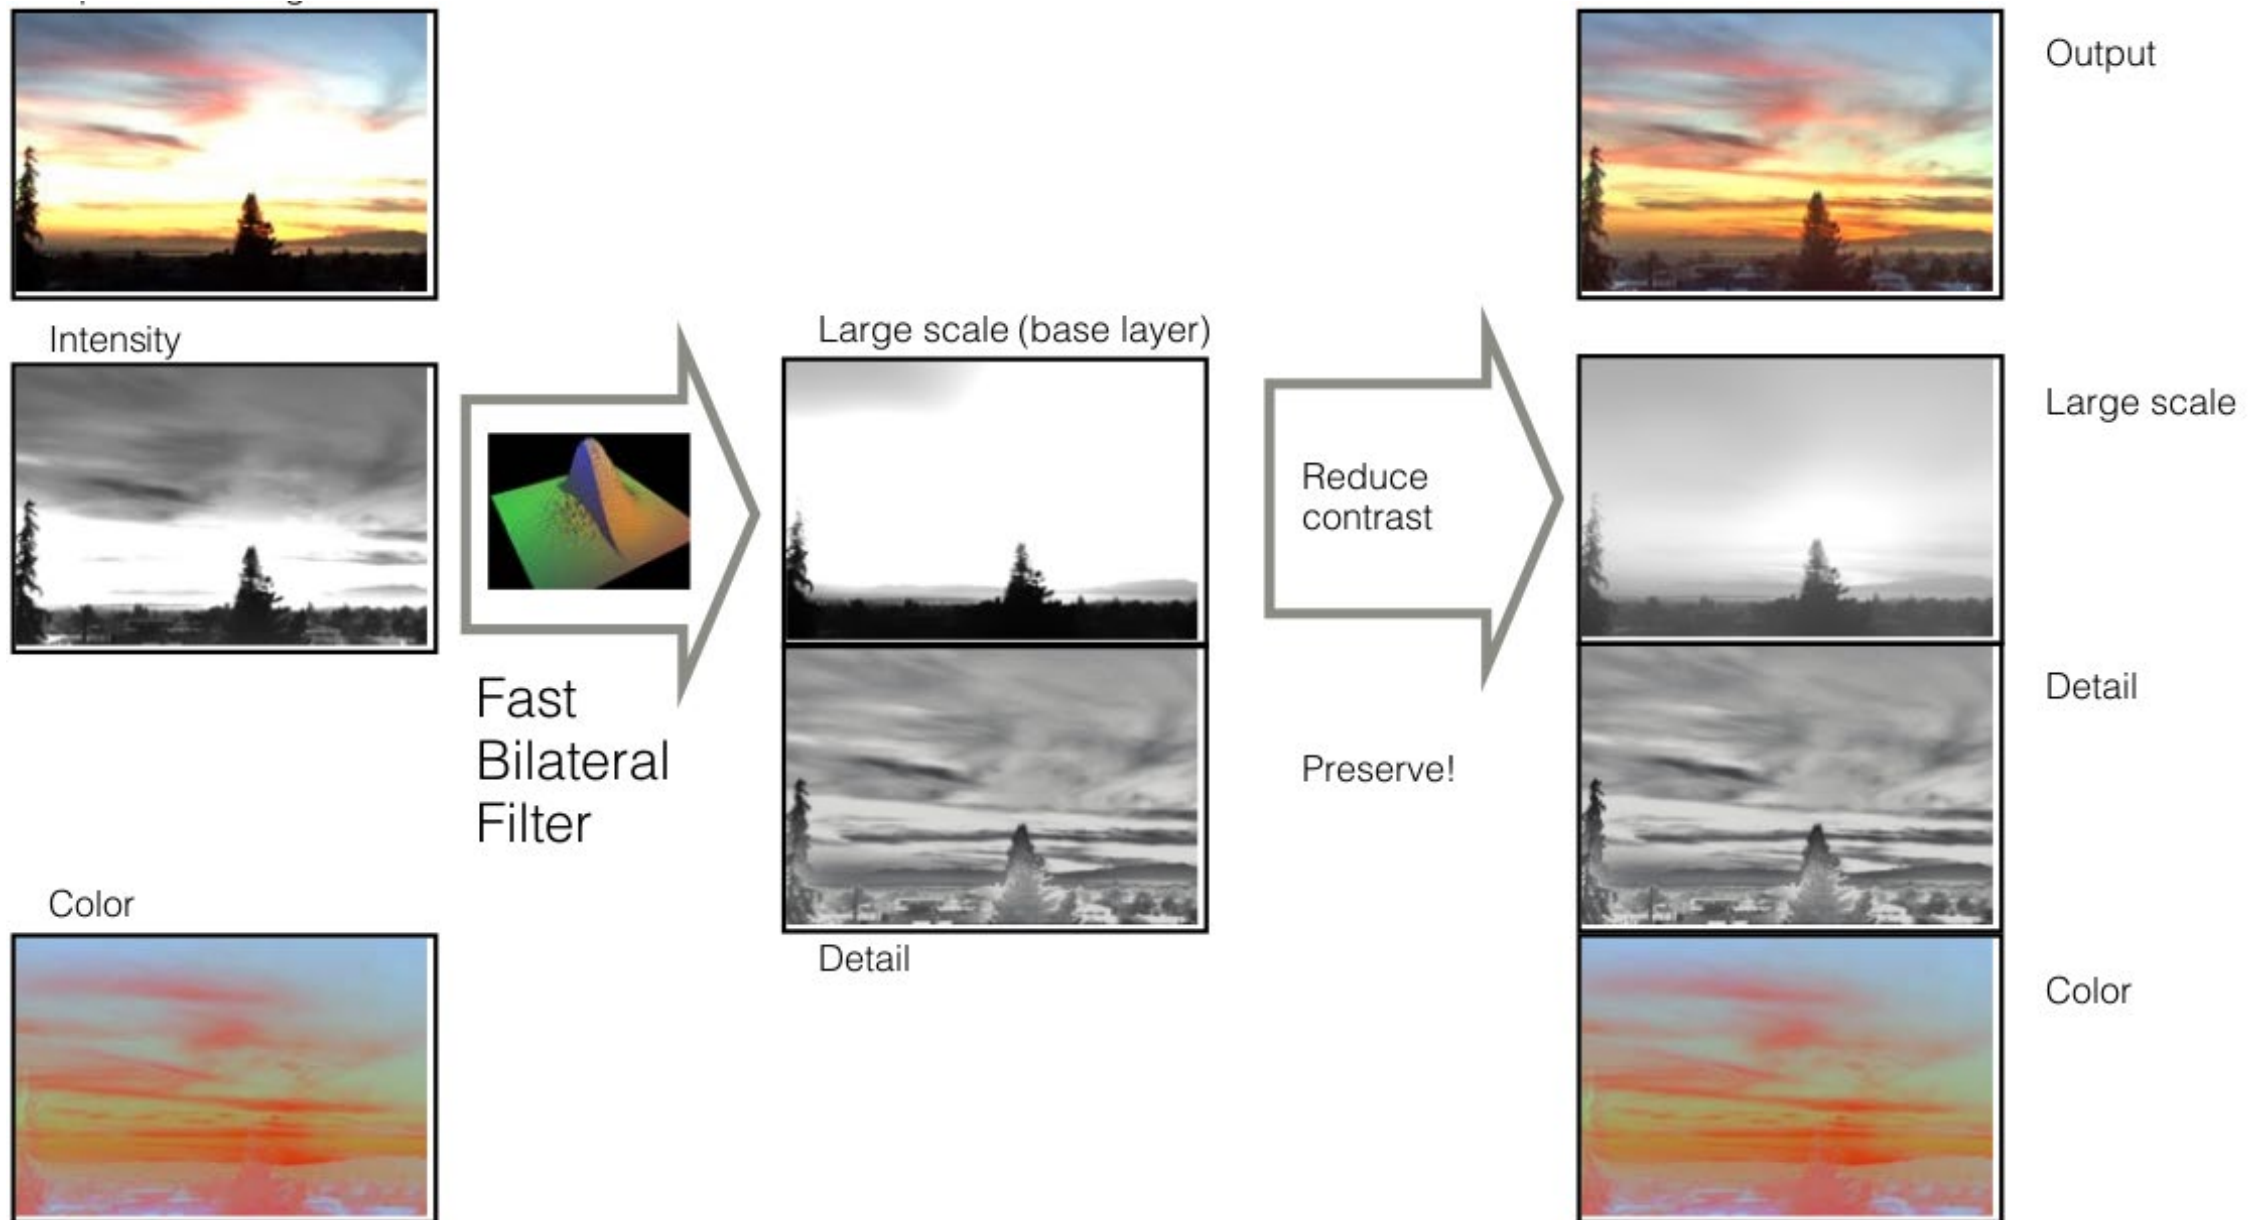 Output
Intensity
Large scale (base layer)
Large scale
Reduce
contrast
Fast
Bilateral
Filter
Detail
Preserve!
Color
Detail
Color